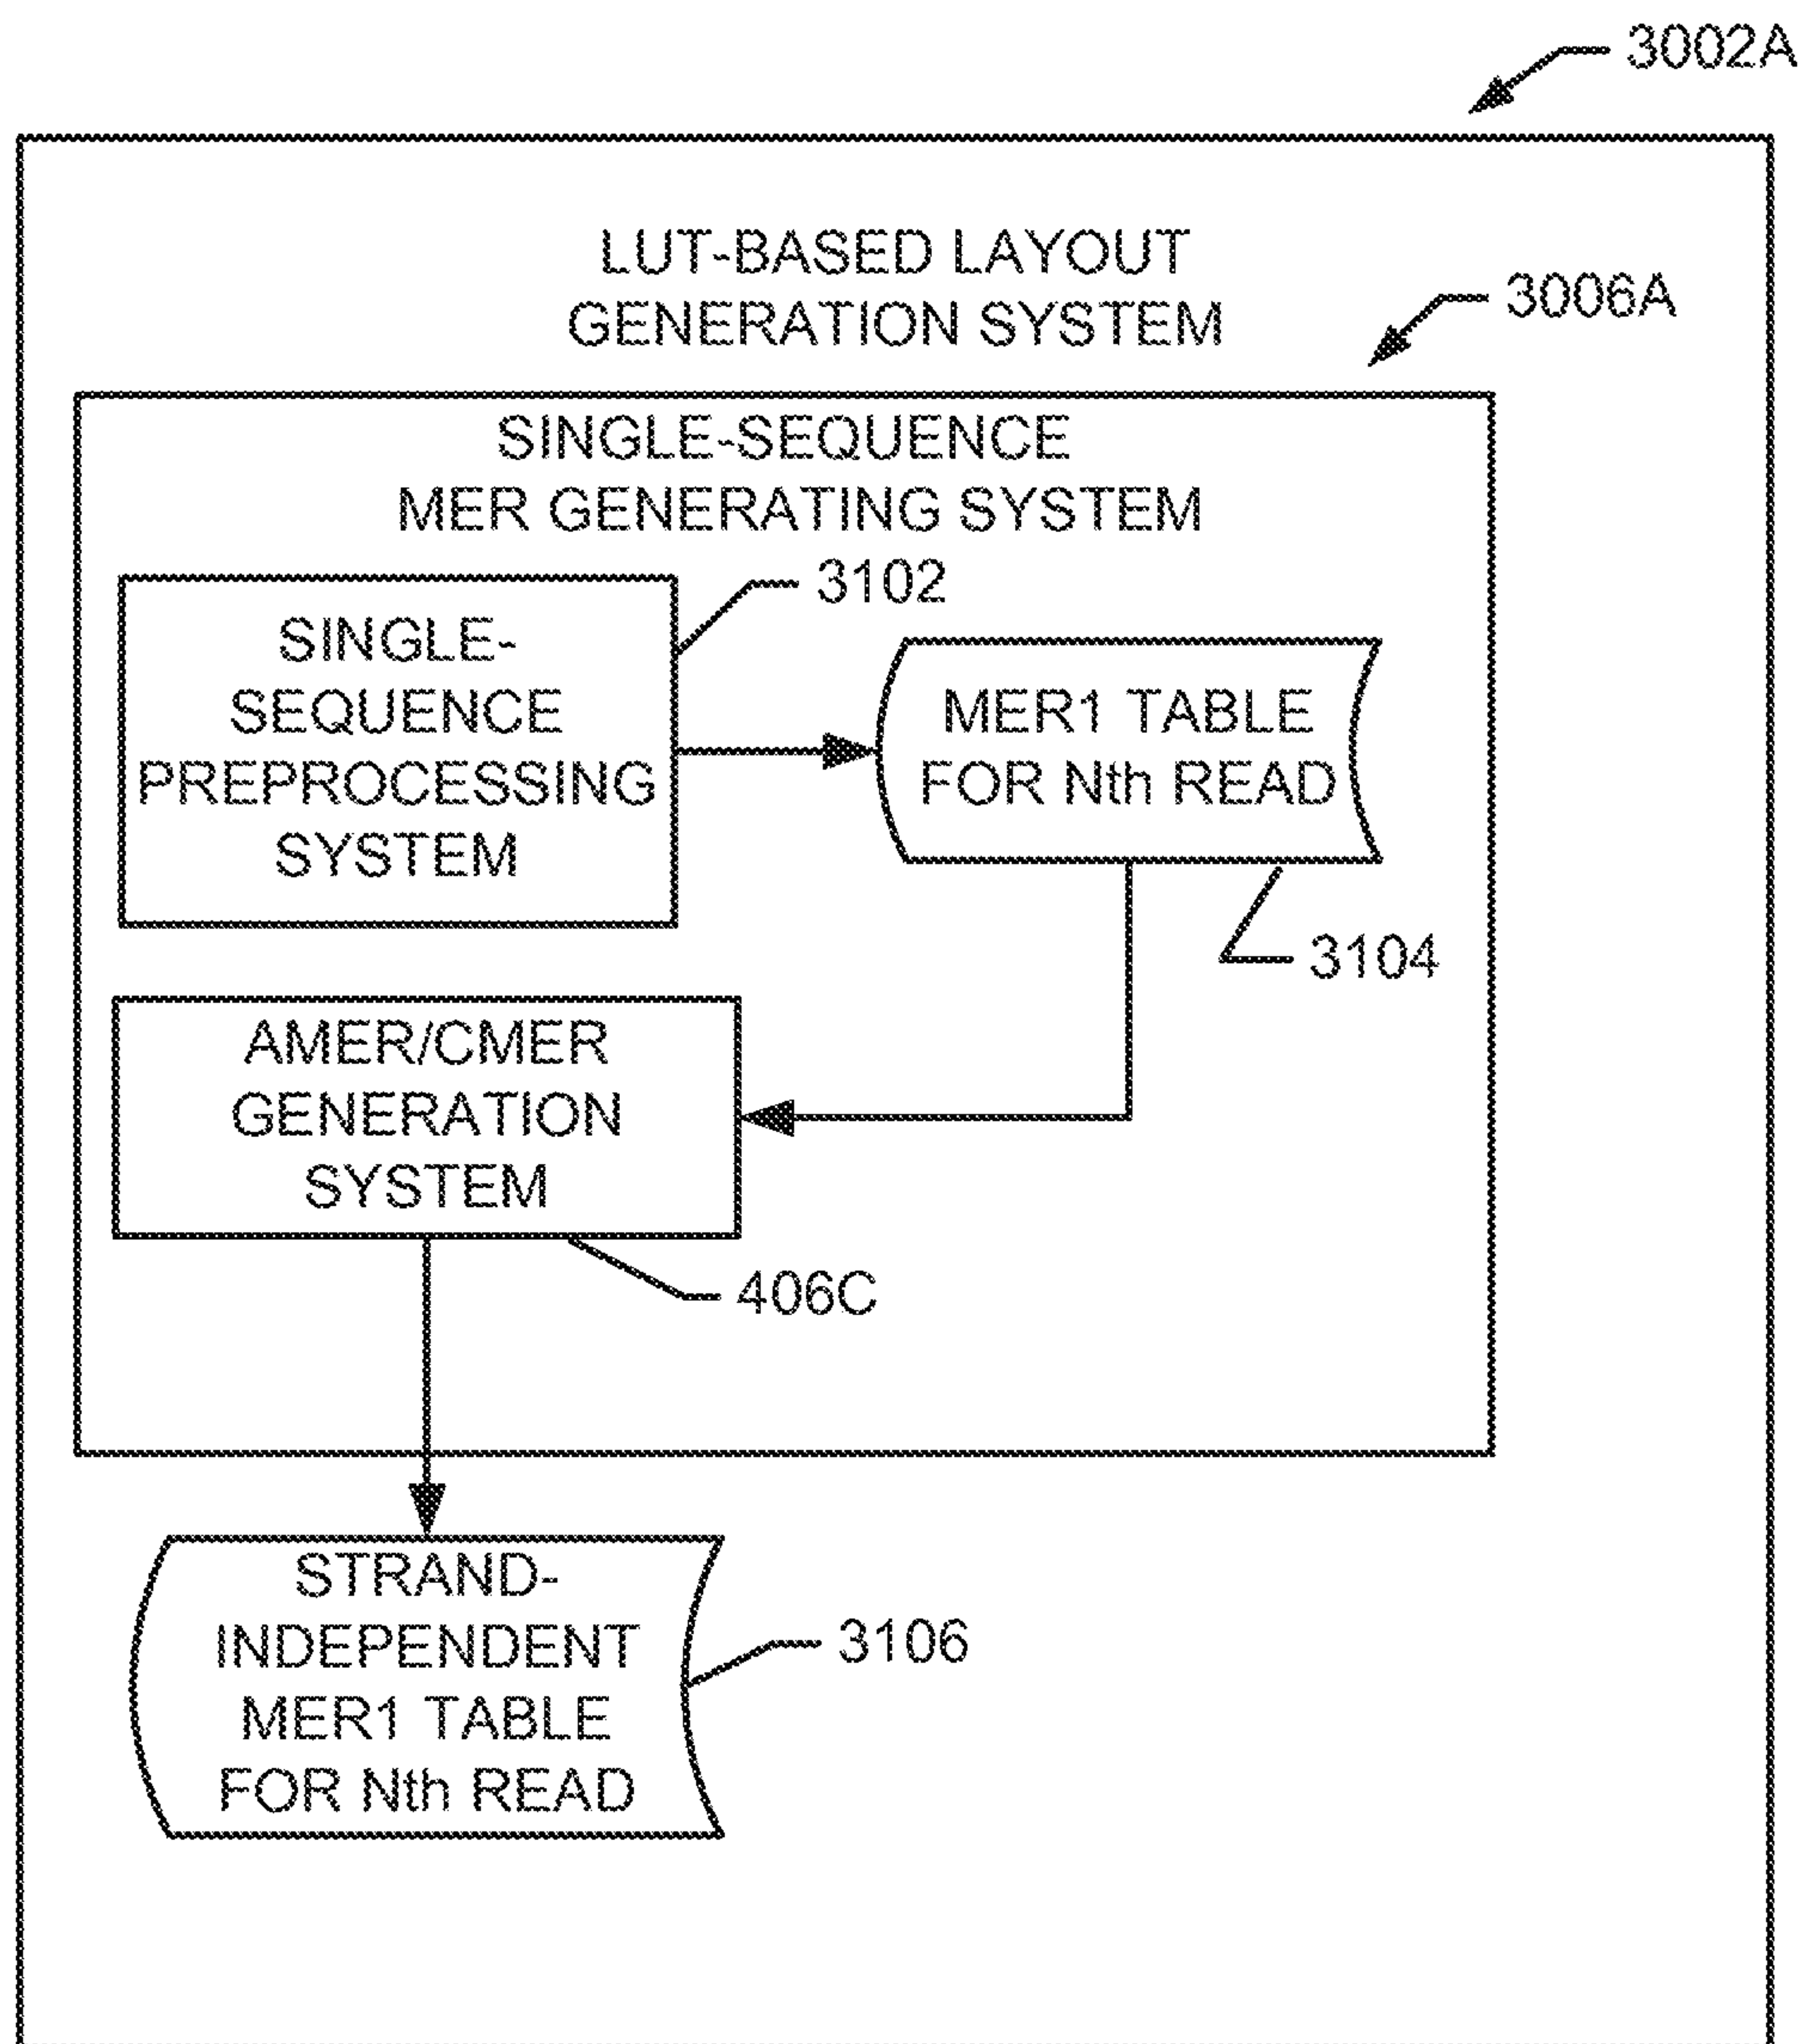 3002A
LUT-BASED LAYOUT
GENERATION SYSTEM
3006A
SINGLE-SEQUENCE
MER GENERATING SYSTEM
3102
SINGLE-
SEQUENCE
PREPROCESSING
SYSTEM
MER1 TABLE
FOR Nth READ
3104
AMER/CMER
GENERATION
SYSTEM
406C
STRAND-
INDEPENDENT
MER1 TABLE
FOR Nth READ
3106